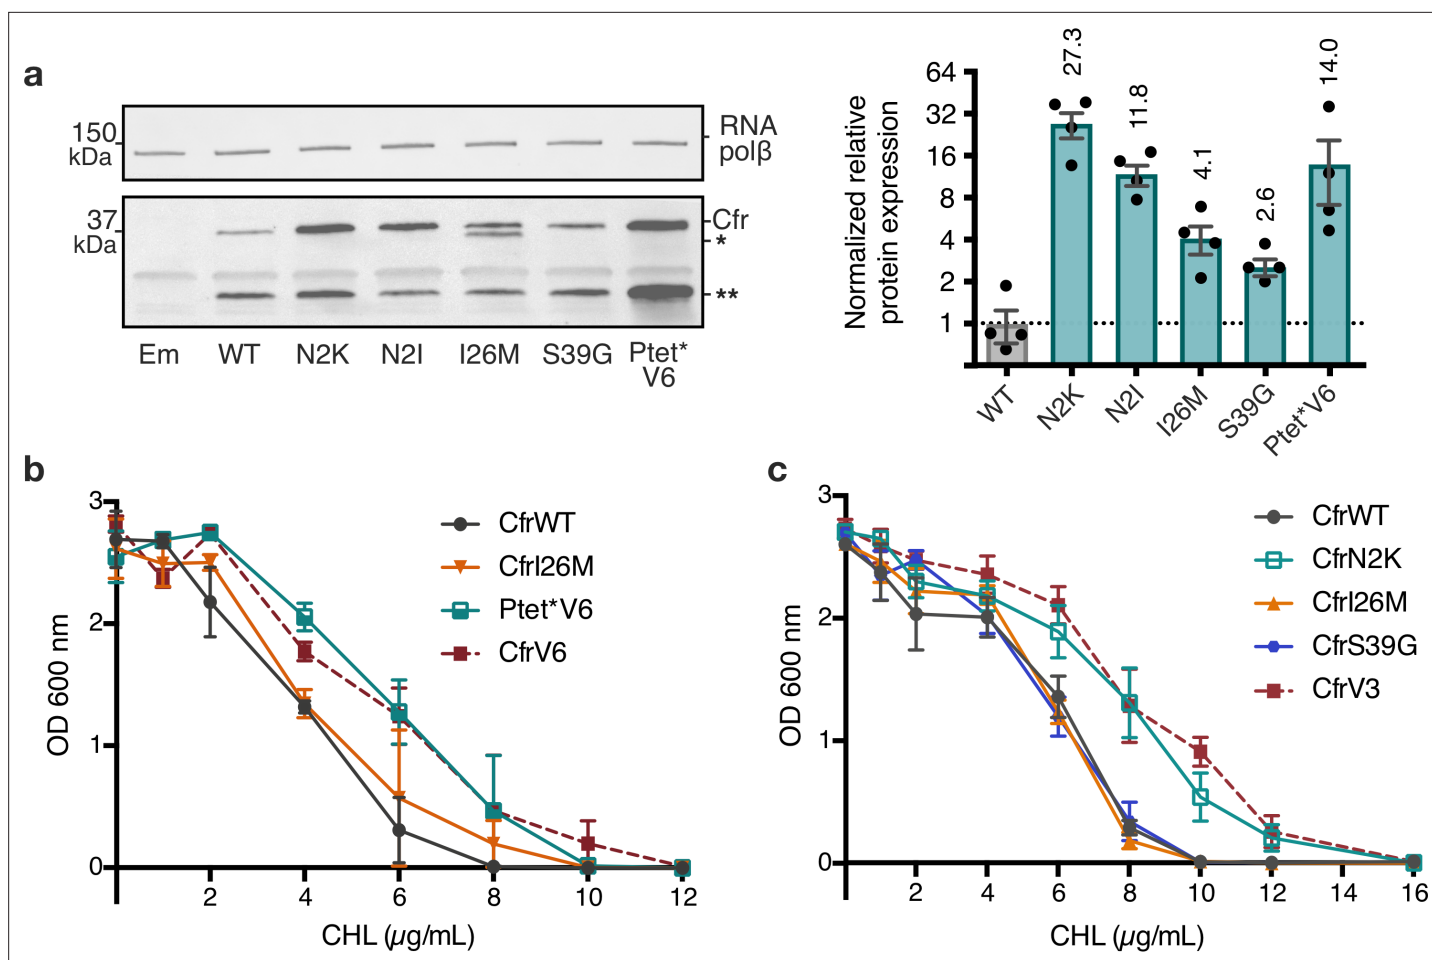 a
150
kDa
RNA
polβ
37
kDa
Cfr
*
**
Em WT N2K N2I I26M S39G Ptet*
V6
Normalized relative
protein expression
64
32
16
8
4
2
1
27.3
11.8
4.1
2.6
14.0
WT N2K N2I I26M S39G Ptet*V6
b
OD 600 nm
3
2
1
0
2 4 6 8 10 12
CHL (µg/mL)
CfrWT
CfrI26M
Ptet*V6
CfrV6
c
OD 600 nm
3
2
1
0
2 4 6 8 10 12 14 16
CHL (µg/mL)
CfrWT
CfrN2K
CfrI26M
CfrS39G
CfrV3